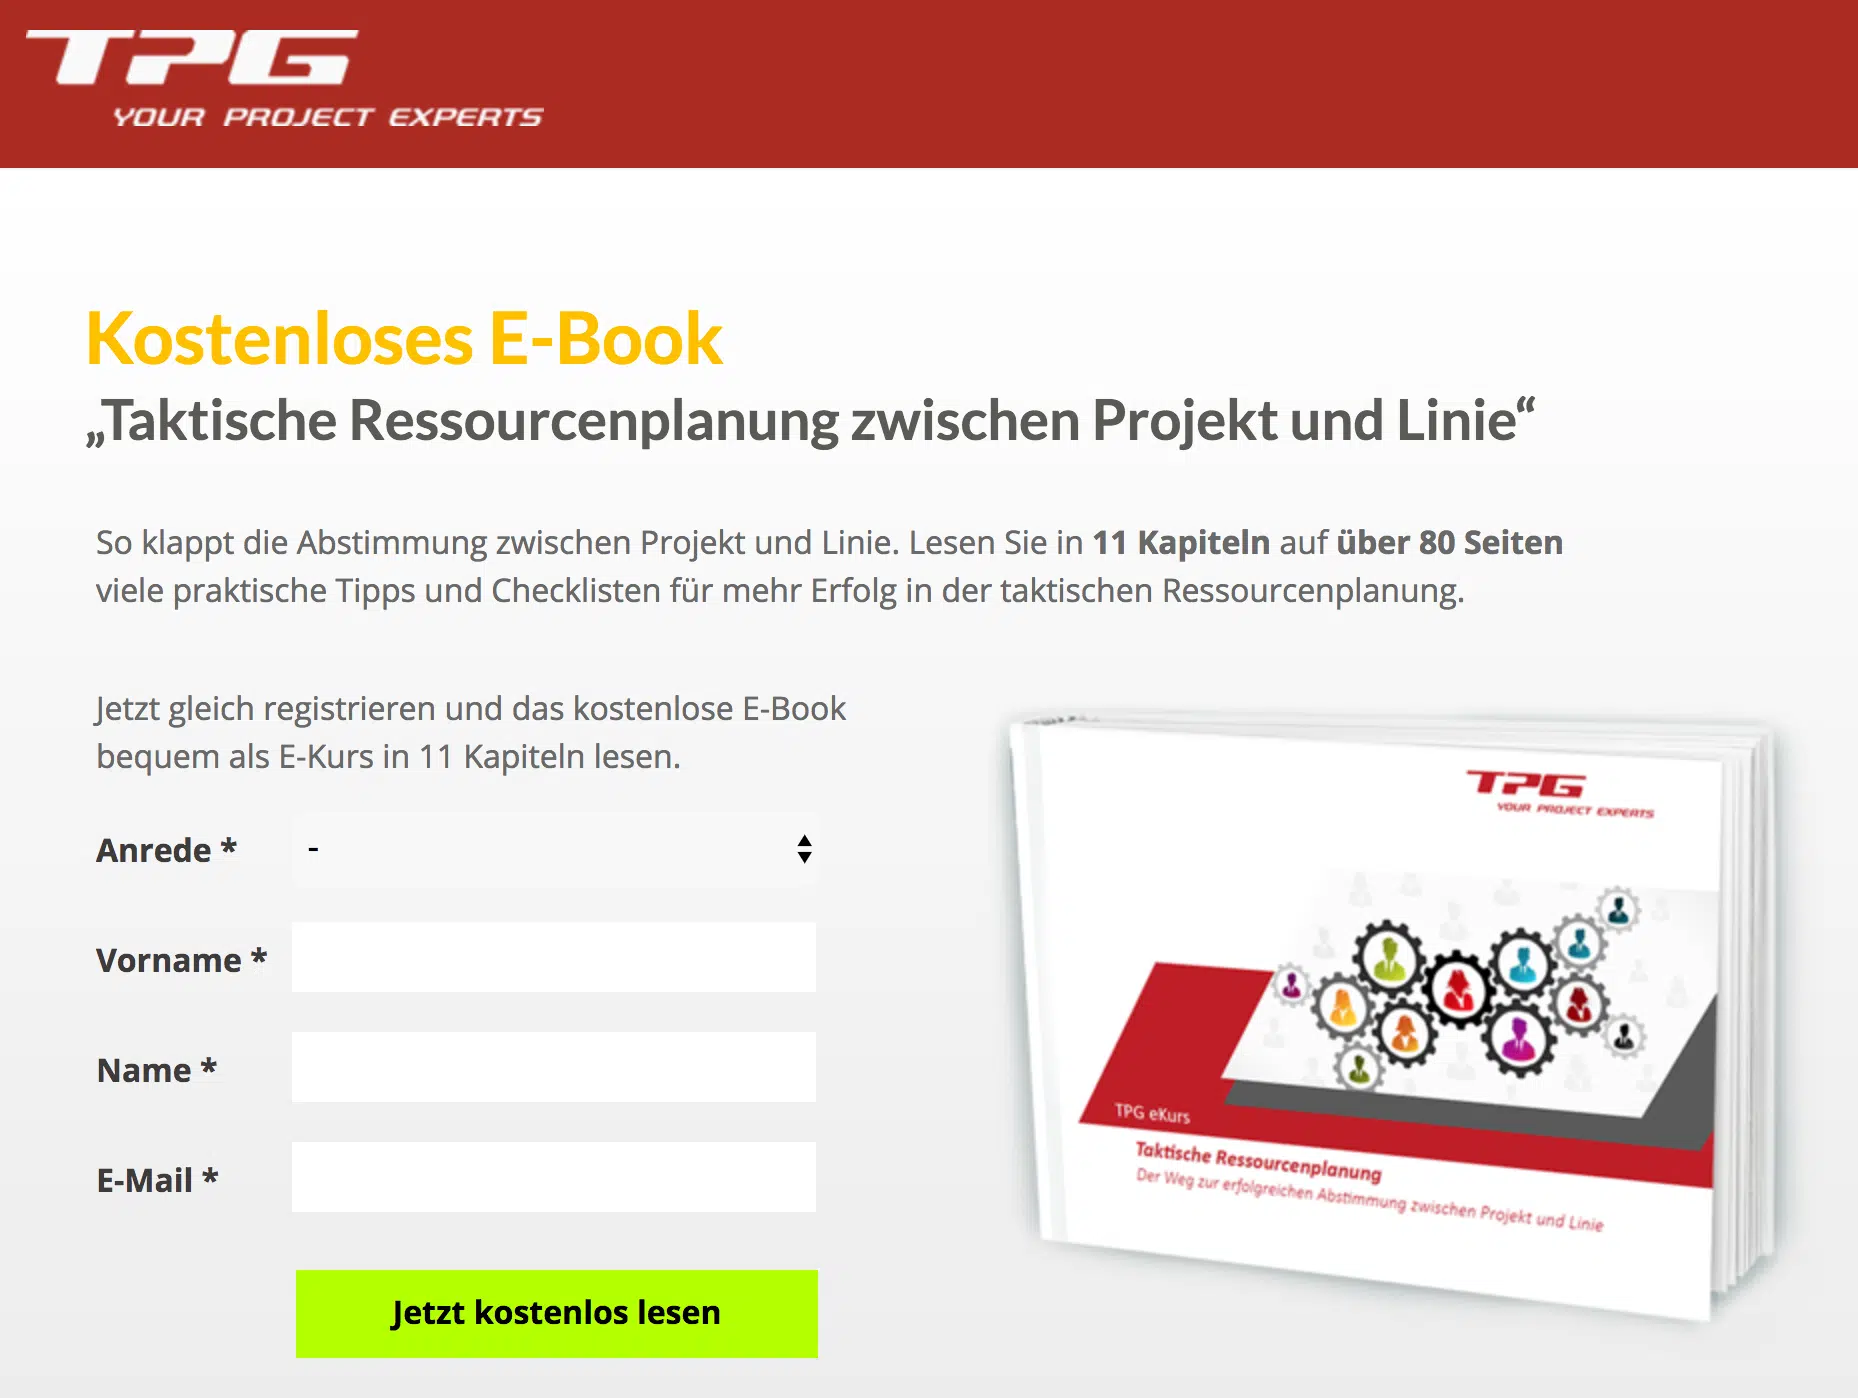 TPG
YOUR PROJECT EXPERTS
Kostenloses E-Book
„Taktische Ressourcenplanung zwischen Projekt und Linie“
So klappt die Abstimmung zwischen Projekt und Linie. Lesen Sie in 11 Kapiteln auf über 80 Seiten
viele praktische Tipps und Checklisten für mehr Erfolg in der taktischen Ressourcenplanung.
Jetzt gleich registrieren und das kostenlose E-Book
bequem als E-Kurs in 11 Kapiteln lesen.
Anrede * -
Vorname *
Name *
E-Mail *
Jetzt kostenlos lesen
TPG
YOUR PROJECT EXPERTS
TPG eKurs
Taktische Ressourcenplanung
Der Weg zur erfolgreichen Abstimmung zwischen Projekt und Linie